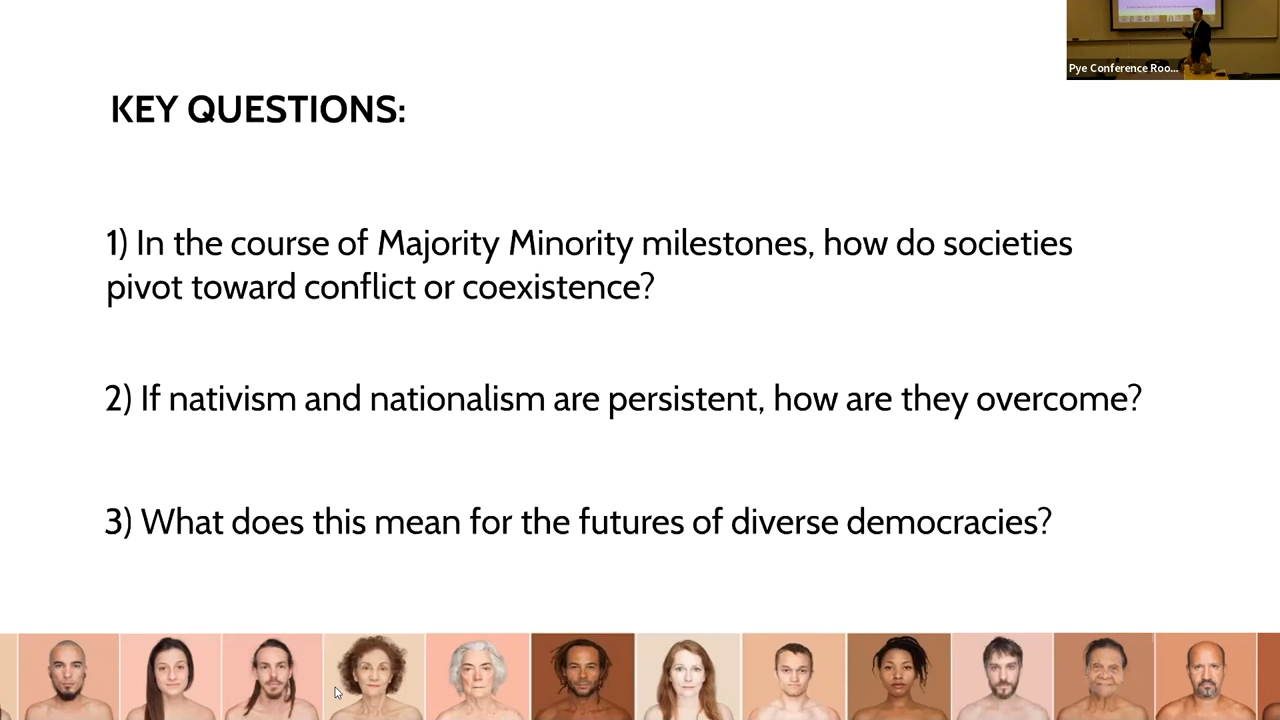 Pye Conference Roo...
KEY QUESTIONS:
1) In the course of Majority Minority milestones, how do societies
pivot toward conflict or coexistence?
2) If nativism and nationalism are persistent, how are they overcome?
3) What does this mean for the futures of diverse democracies?